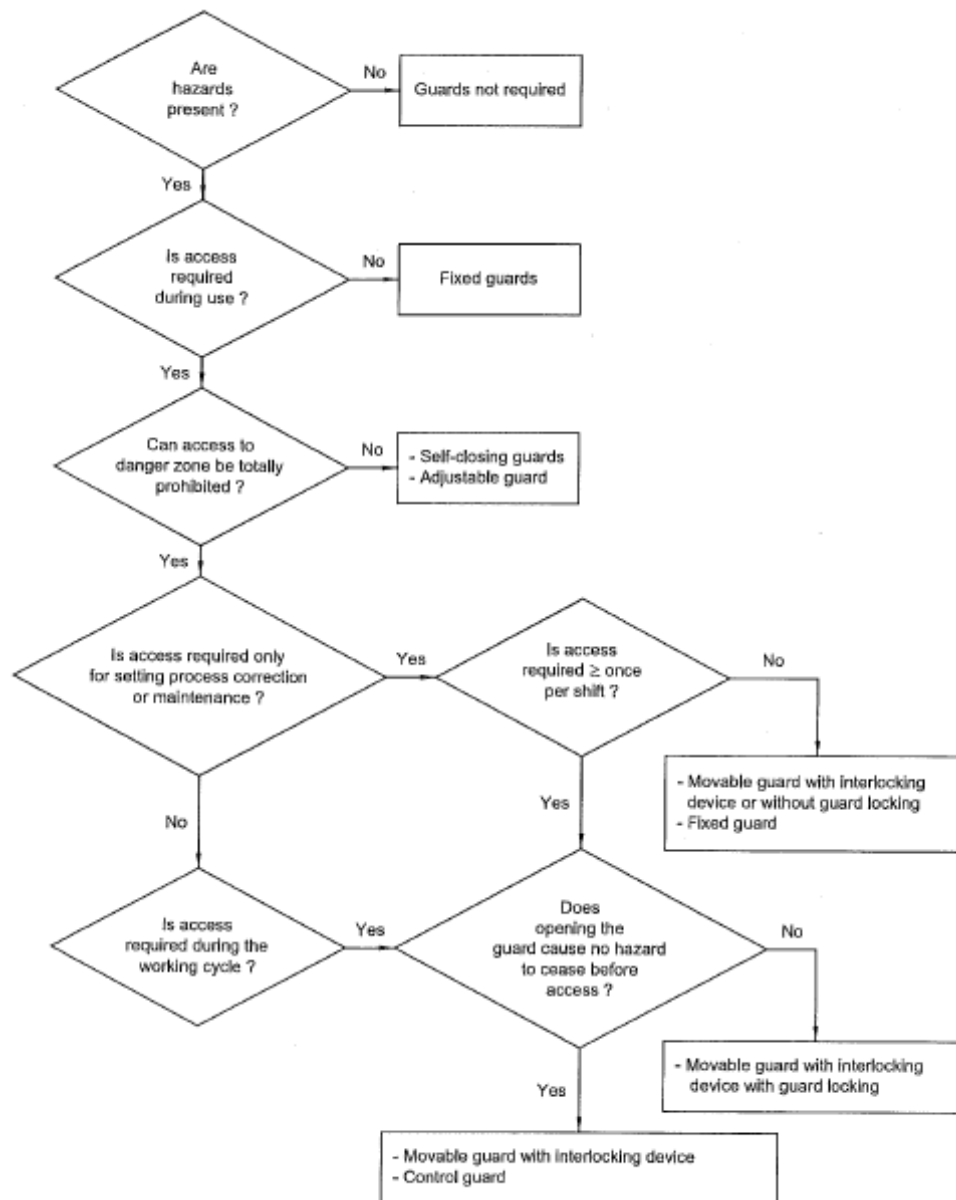 Are
hazards
present ?
No
Guards not required
Yes
Is access
required
during use ?
No
Fixed guards
Yes
Can access to
danger zone be totally
prohibited ?
No
- Self-closing guards
- Adjustable guard
Yes
Is access required only
for setting process correction
or maintenance ?
Yes
Is access
required ≥ once
per shift ?
No
- Movable guard with interlocking
device or without guard locking
- Fixed guard
No
Yes
Is access
required during the
working cycle ?
Yes
Does
opening the
guard cause no hazard
to cease before
access ?
No
- Movable guard with interlocking
device with guard locking
Yes
- Movable guard with interlocking device
- Control guard